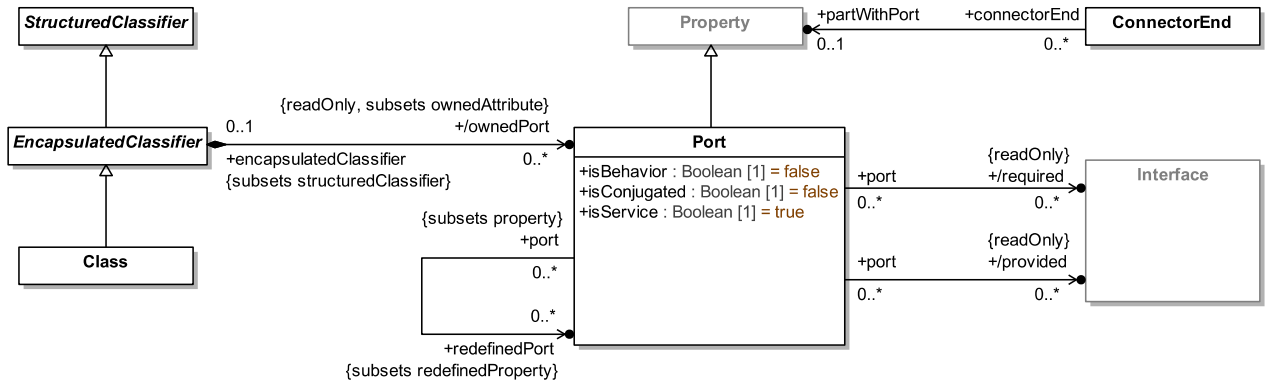 StructuredClassifier
Property
+partWithPort
+connectorEnd
0..1
0..*
ConnectorEnd
{readOnly, subsets ownedAttribute}
0..1
+/ownedPort
EncapsulatedClassifier
+encapsulatedClassifier
0..*
{subsets structuredClassifier}
Port
+isBehavior : Boolean [1] = false
+isConjugated : Boolean [1] = false
+isService : Boolean [1] = true
{readOnly}
+port
+/required
0..*
0..*
Interface
{subsets property}
+port
0..*
{readOnly}
+port
+/provided
0..*
0..*
Class
0..*
+redefinedPort
{subsets redefinedProperty}